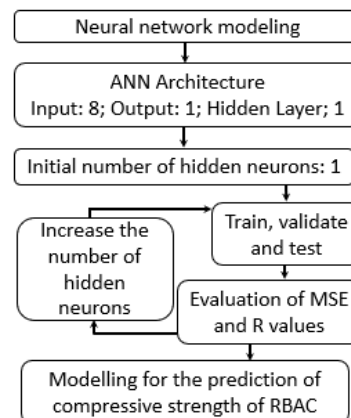 Neural network modeling
ANN Architecture
Input: 8; Output: 1; Hidden Layer; 1
Initial number of hidden neurons: 1
Increase the
number of
hidden
neurons
Train, validate
and test
Evaluation of MSE
and R values
Modelling for the prediction of
compressive strength of RBAC